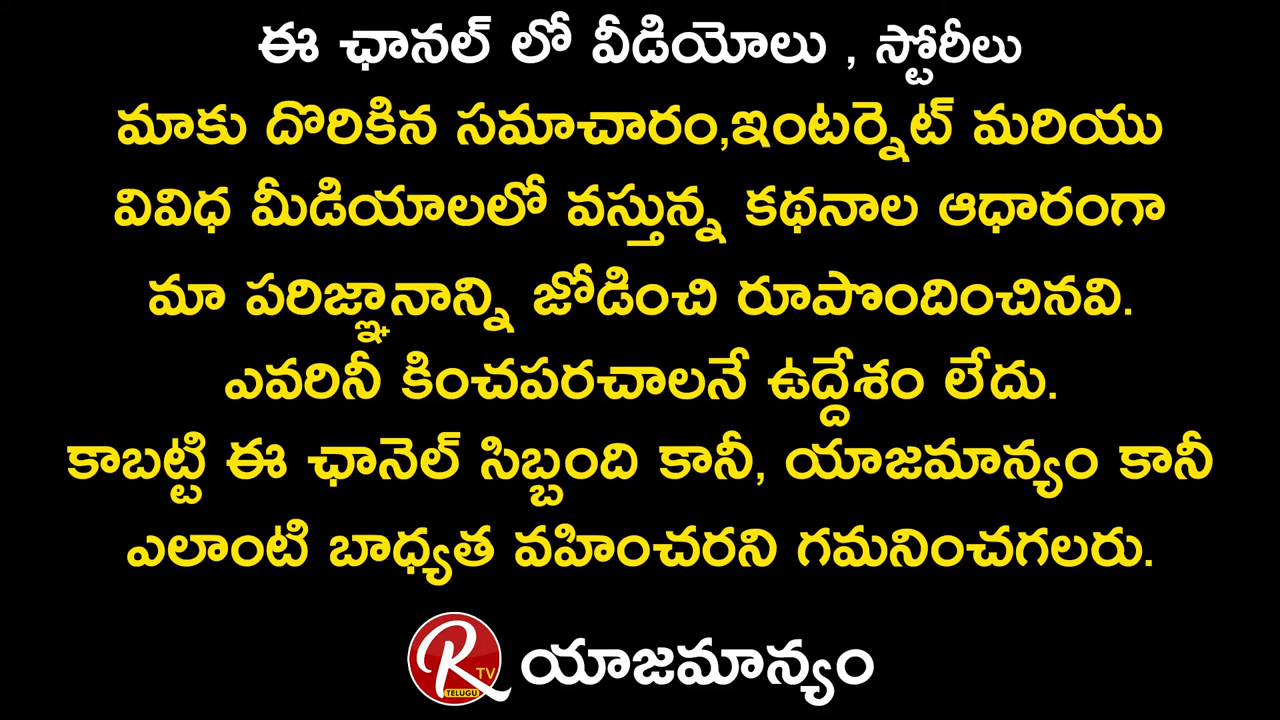 ఈ ఛానల్ లో వీడియోలు , స్టోరీలు
మాకు దొరికిన సమాచారం,ఇంటర్నెట్ మరియు
వివిధ మీడియాలలో వస్తున్న కథనాల ఆధారంగా
మా పరిజ్ఞానాన్ని జోడించి రూపొందించినవి.
ఎవరినీ కించపరచాలనే ఉద్దేశం లేదు.
కాబట్టి ఈ ఛానెల్ సిబ్బంది కానీ, యాజమాన్యం కానీ
ఎలాంటి బాధ్యత వహించరని గమనించగలరు.
R TV TELUGU యాజమాన్యం